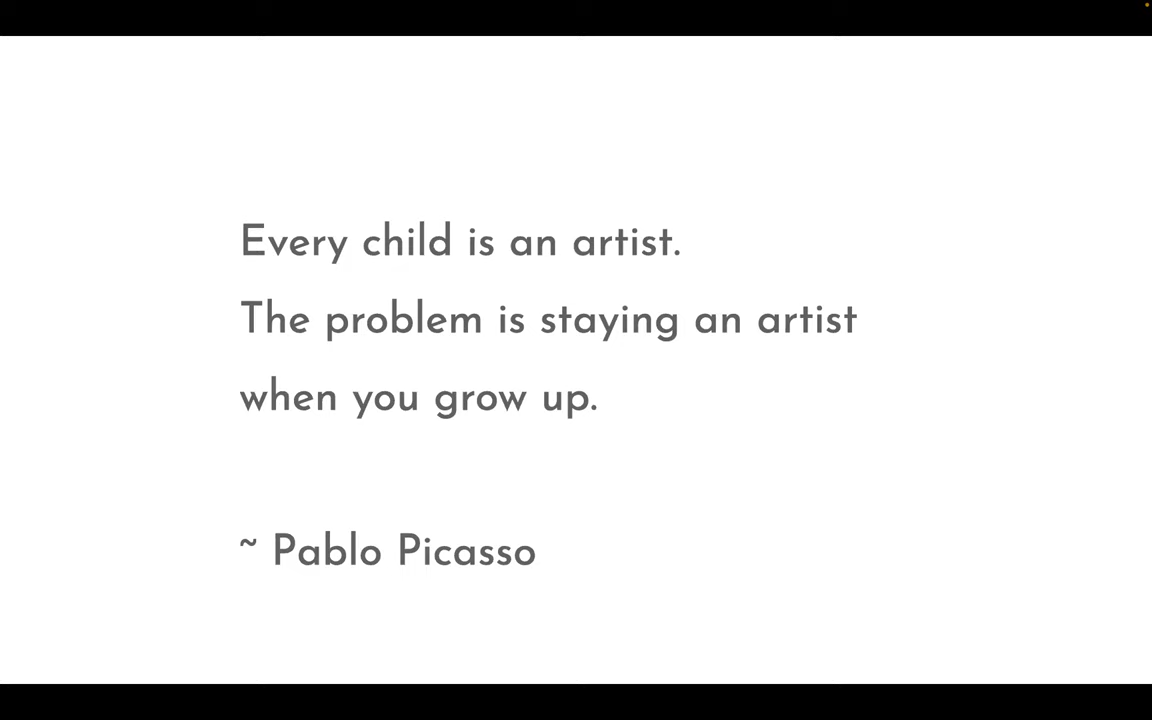 Every child is an artist.
The problem is staying an artist
when you grow up.
~ Pablo Picasso